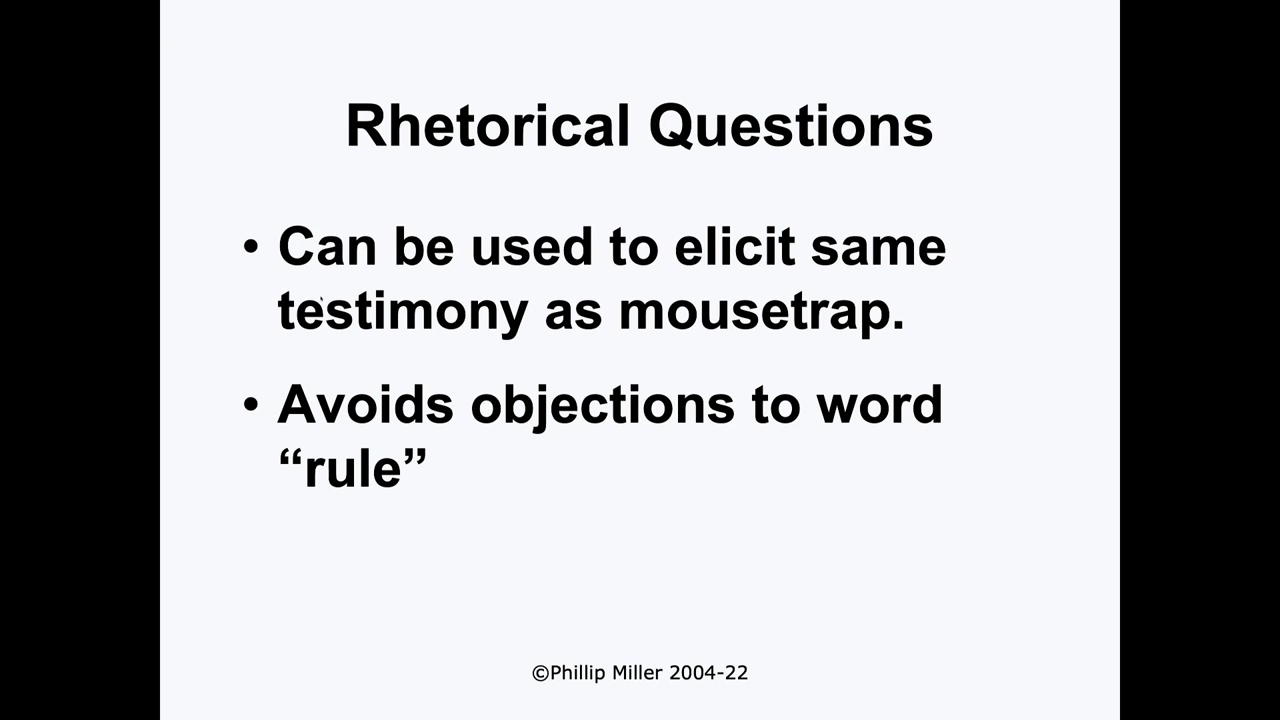 Rhetorical Questions
• Can be used to elicit same
testimony as mousetrap.
• Avoids objections to word
“rule”
©Phillip Miller 2004-22